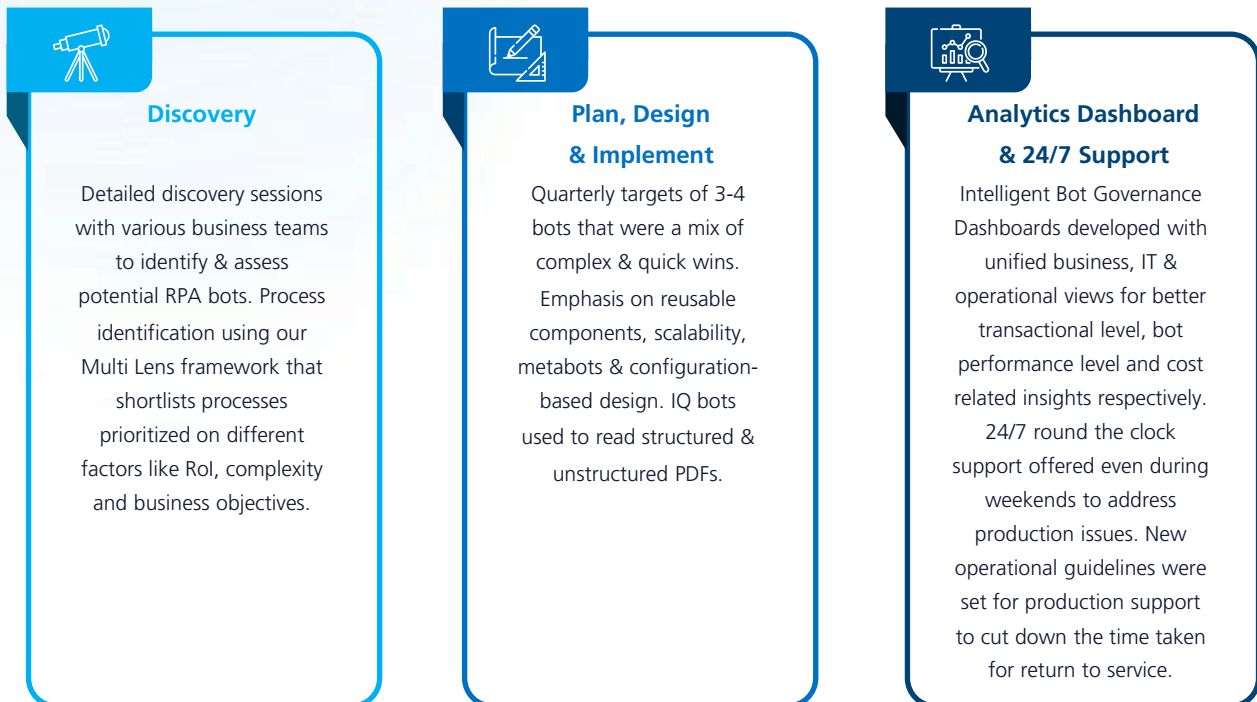 Discovery
Detailed discovery sessions
with various business teams
to identify & assess
potential RPA bots. Process
identification using our
Multi Lens framework that
shortlists processes
prioritized on different
factors like RoI, complexity
and business objectives.
Plan, Design
& Implement
Quarterly targets of 3-4
bots that were a mix of
complex & quick wins.
Emphasis on reusable
components, scalability,
metabots & configuration-
based design. IQ bots
used to read structured &
unstructured PDFs.
Analytics Dashboard
& 24/7 Support
Intelligent Bot Governance
Dashboards developed with
unified business, IT &
operational views for better
transactional level, bot
performance level and cost
related insights respectively.
24/7 round the clock
support offered even during
weekends to address
production issues. New
operational guidelines were
set for production support
to cut down the time taken
for return to service.